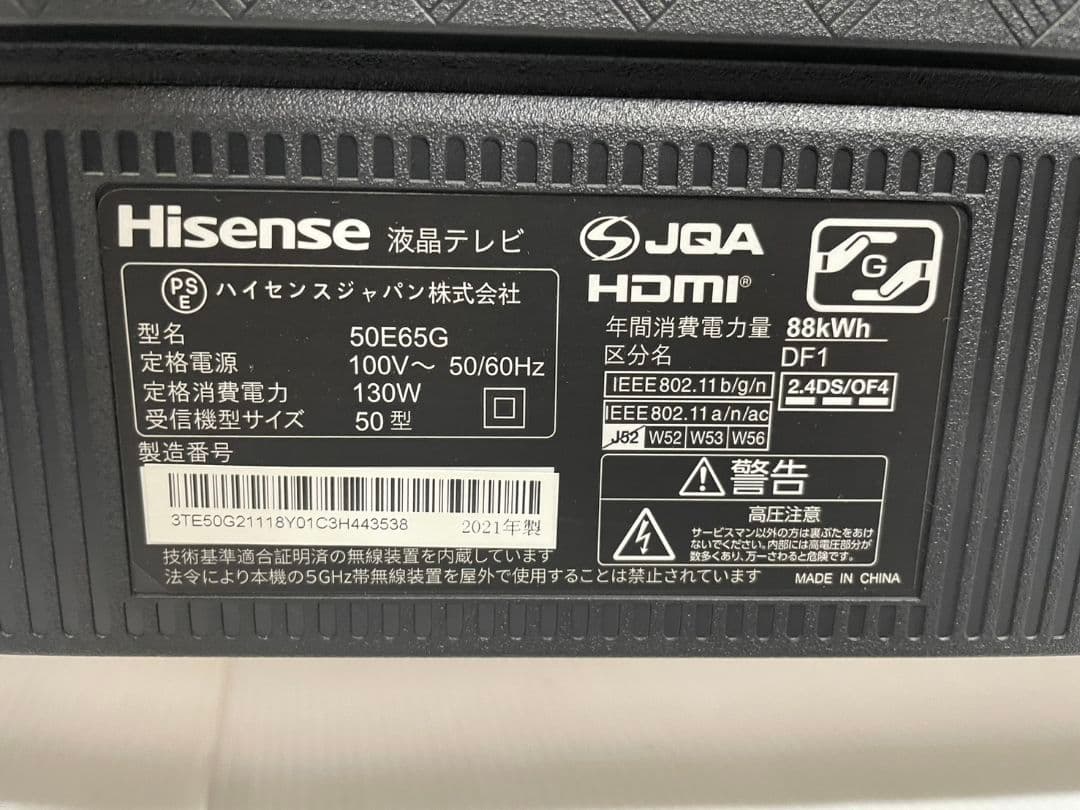 Hisense 液晶テレビ
PSE ハイセンスジャパン株式会社
型名 50E65G
定格電源 100V～ 50/60Hz
定格消費電力 130W
受信機型サイズ 50型
製造番号
3TE50G21118Y01C3H443538 2021年製
技術基準適合証明済の無線装置を内蔵しています
法令により本機の5GHz帯無線装置を屋外で使用することは禁止されています
JQA
HDMI®
G
年間消費電力量 88kWh
区分名 DF1
IEEE802.11b/g/n 2.4DS/OF4
IEEE802.11a/n/ac
J52 W52 W53 W56
警告
高圧注意
サービスマン以外の方は裏ぶたをあけ
ないでください。内部には高電圧部分が
数多くあり、万一さわると危険です。
MADE IN CHINA